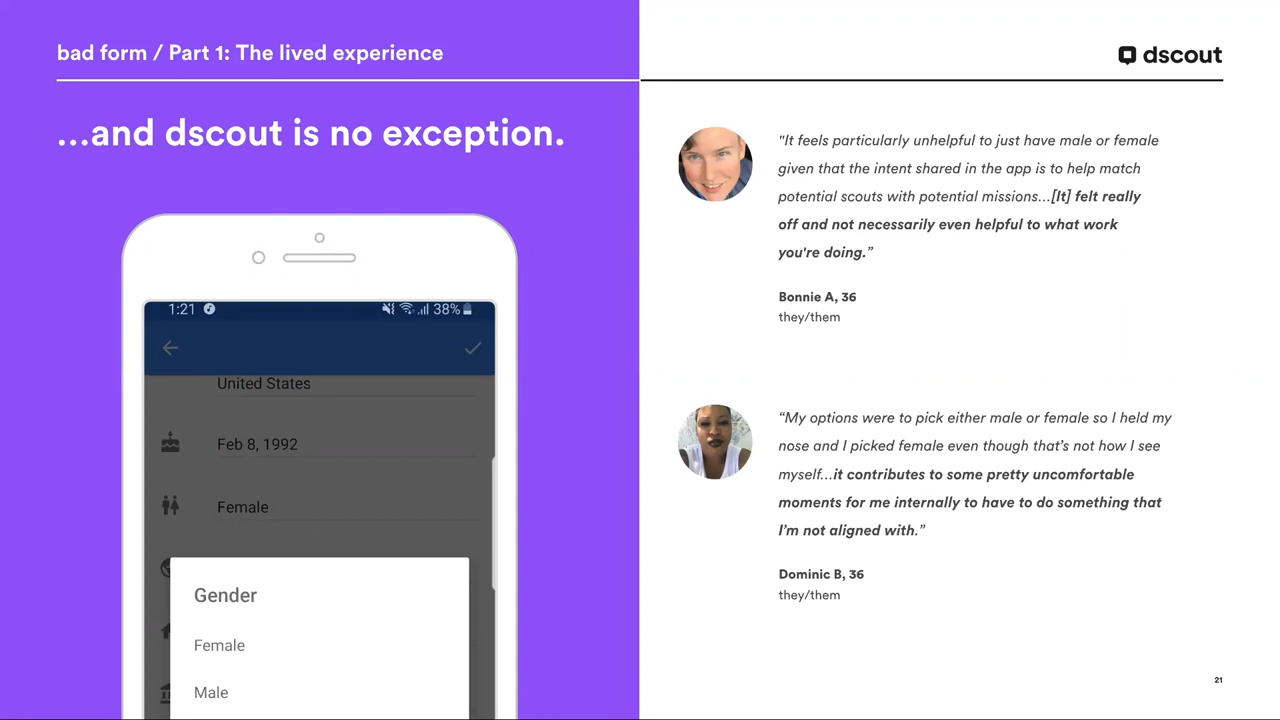 bad form / Part 1: The lived experience
dscout
...and dscout is no exception.
1:21
38%
United States
Feb 8, 1992
Female
Gender
Female
Male
"It feels particularly unhelpful to just have male or female
given that the intent shared in the app is to help match
potential scouts with potential missions...[It] felt really
off and not necessarily even helpful to what work
you're doing.”
Bonnie A, 36
they/them
“My options were to pick either male or female so I held my
nose and I picked female even though that’s not how I see
myself...it contributes to some pretty uncomfortable
moments for me internally to have to do something that
I’m not aligned with.”
Dominic B, 36
they/them
21